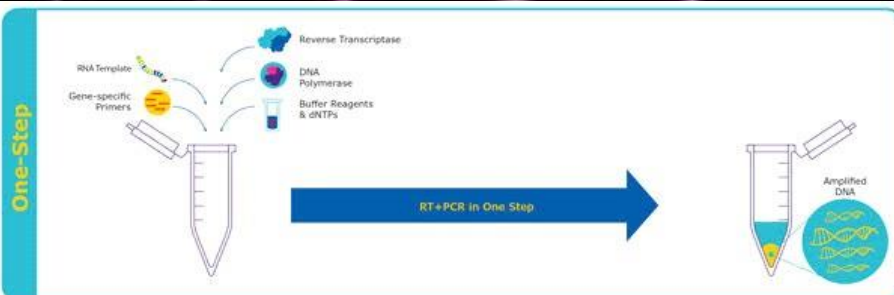 One-Step
RNA Template
Gene-specific
Primers
Reverse Transcriptase
DNA
Polymerase
Buffer Reagents
& dNTPs
RT+PCR in One Step
Amplified
DNA